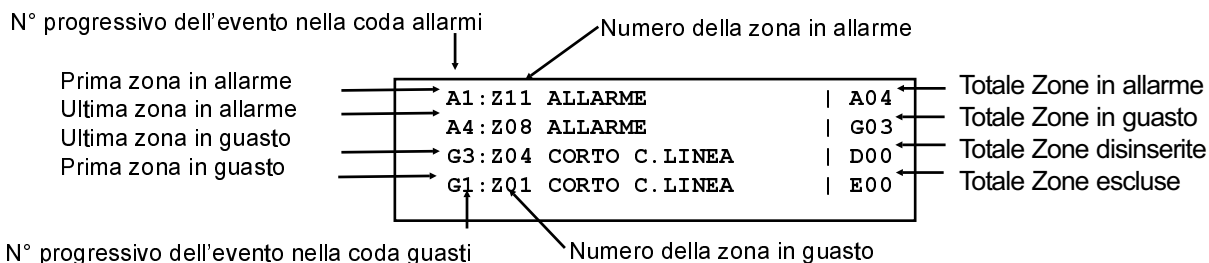 N° progressivo dell'evento nella coda allarmi
Numero della zona in allarme
Prima zona in allarme
Ultima zona in allarme
Ultima zona in guasto
Prima zona in guasto
A1:Z11 ALLARME | A04
A4:Z08 ALLARME | G03
G3:Z04 CORTO C.LINEA | D00
G1:Z01 CORTO C.LINEA | E00
Totale Zone in allarme
Totale Zone in guasto
Totale Zone disinserite
Totale Zone escluse
N° progressivo dell'evento nella coda guasti
Numero della zona in guasto